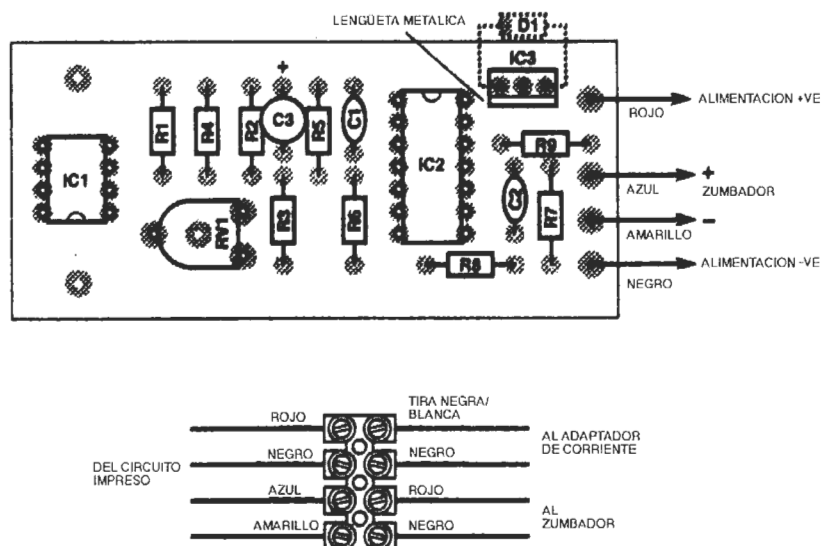 LENGÜETA METALICA
D1
IC3
ALIMENTACION +VE
ROJO
+
R1
R4
R2
C3
R5
C1
IC2
R9
IC1
+
AZUL
ZUMBADOR
C2
R7
RV1
R3
R6
AMARILLO
-
R8
ALIMENTACION -VE
NEGRO
ROJO
TIRA NEGRA/
BLANCA
NEGRO
NEGRO
AL ADAPTADOR
DE CORRIENTE
DEL CIRCUITO
IMPRESO
AZUL
ROJO
AMARILLO
NEGRO
AL
ZUMBADOR